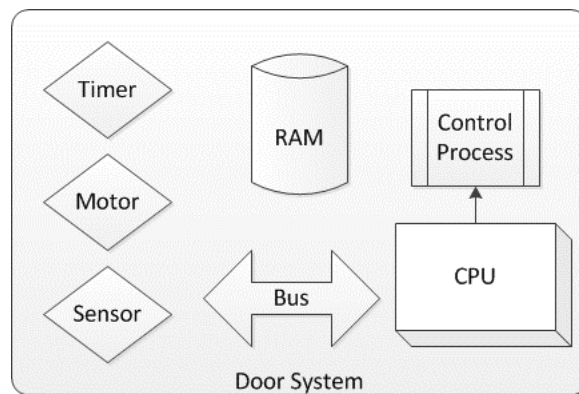 Timer
RAM
Control
Process
Motor
Sensor
Bus
CPU
Door System